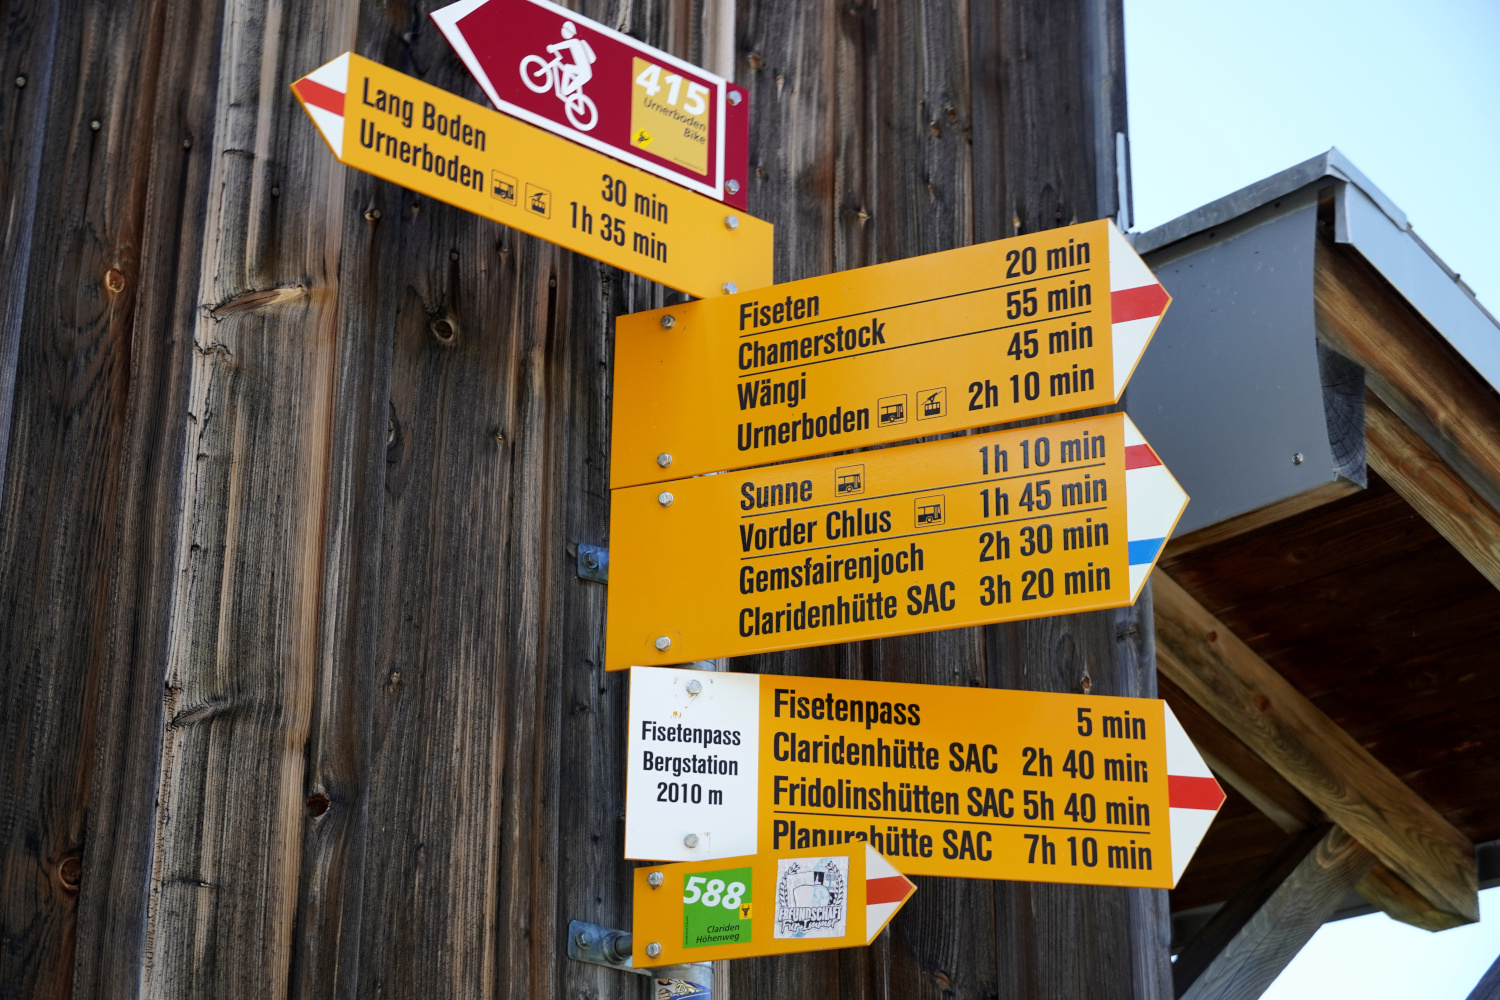 415
Urnerboden
Bike
Lang Boden 30 min
Urnerboden 1h 35 min
Fiseten 20 min
Chamerstock 55 min
Wängi 45 min
Urnerboden 2h 10 min
Sunne 1h 10 min
Vorder Chlus 1h 45 min
Gemsfairenjoch 2h 30 min
Claridenhütte SAC 3h 20 min
Fisetenpass
Bergstation
2010 m
Fisetenpass 5 min
Claridenhütte SAC 2h 40 min
Fridolinshütten SAC 5h 40 min
Planurahütte SAC 7h 10 min
588
Clariden
Höhenweg
FREUNDSCHAFT
Für Immer